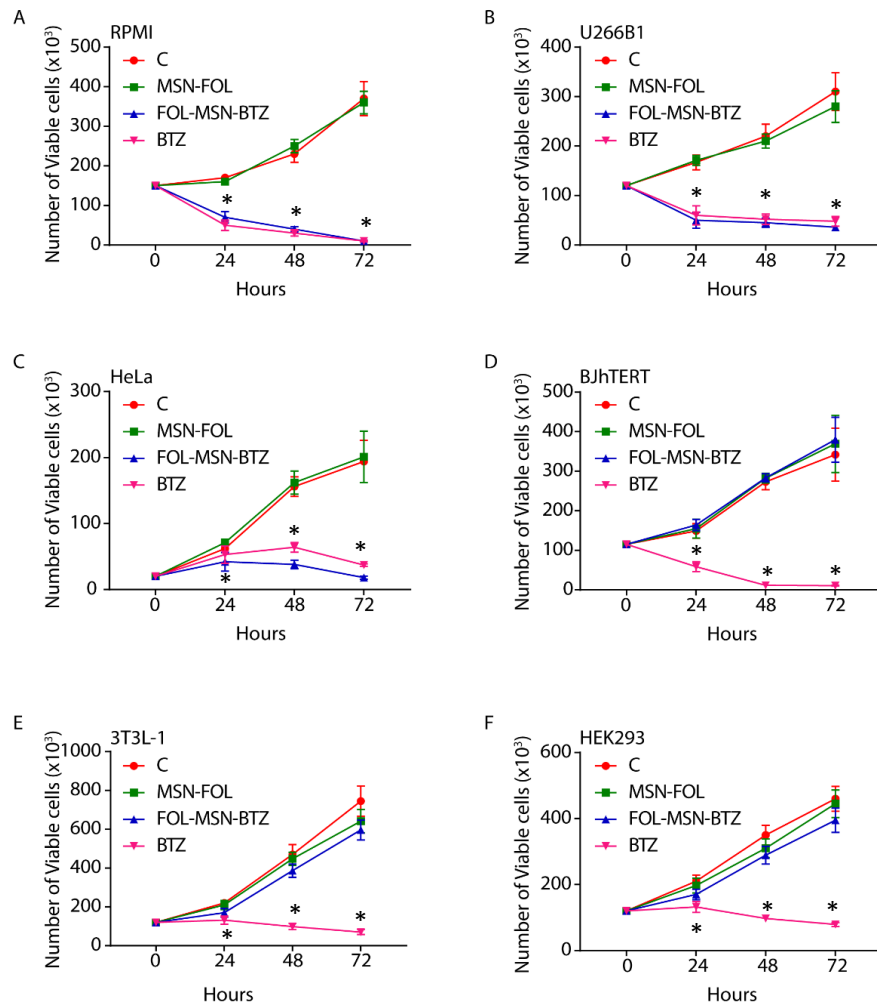 A
RPMI
Number of Viable cells (x10³)
500
400
300
200
100
0
C
MSN-FOL
FOL-MSN-BTZ
BTZ
* * *
0 24 48 72
Hours
B
U266B1
Number of Viable cells (x10³)
400
300
200
100
0
C
MSN-FOL
FOL-MSN-BTZ
BTZ
* * *
0 24 48 72
Hours
C
HeLa
Number of Viable cells (x10³)
300
200
100
0
C
MSN-FOL
FOL-MSN-BTZ
BTZ
* * *
0 24 48 72
Hours
D
BJhTERT
Number of Viable cells (x10³)
500
400
300
200
100
0
C
MSN-FOL
FOL-MSN-BTZ
BTZ
* * *
0 24 48 72
Hours
E
3T3L-1
Number of Viable cells (x10³)
1000
800
600
400
200
0
C
MSN-FOL
FOL-MSN-BTZ
BTZ
* * *
0 24 48 72
Hours
F
HEK293
Number of Viable cells (x10³)
600
400
200
0
C
MSN-FOL
FOL-MSN-BTZ
BTZ
* * *
0 24 48 72
Hours